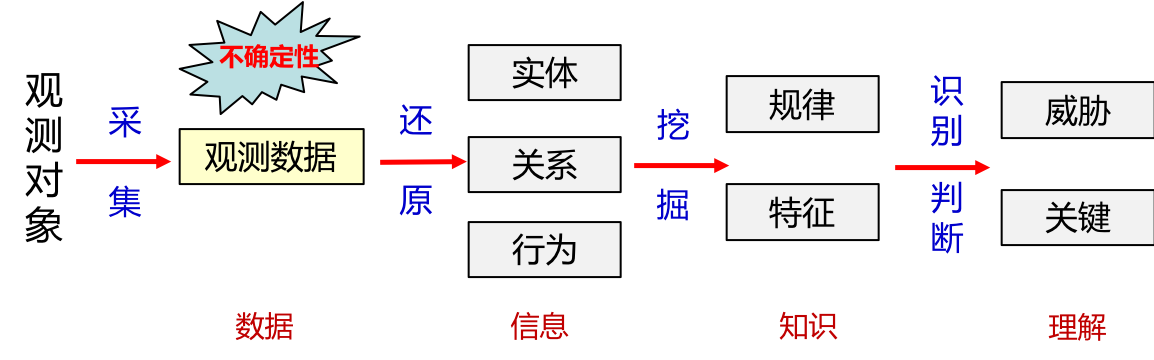 观测对象
采集
不确定性
观测数据
还原
实体
关系
行为
挖掘
规律
特征
识别
判断
威胁
关键
数据
信息
知识
理解